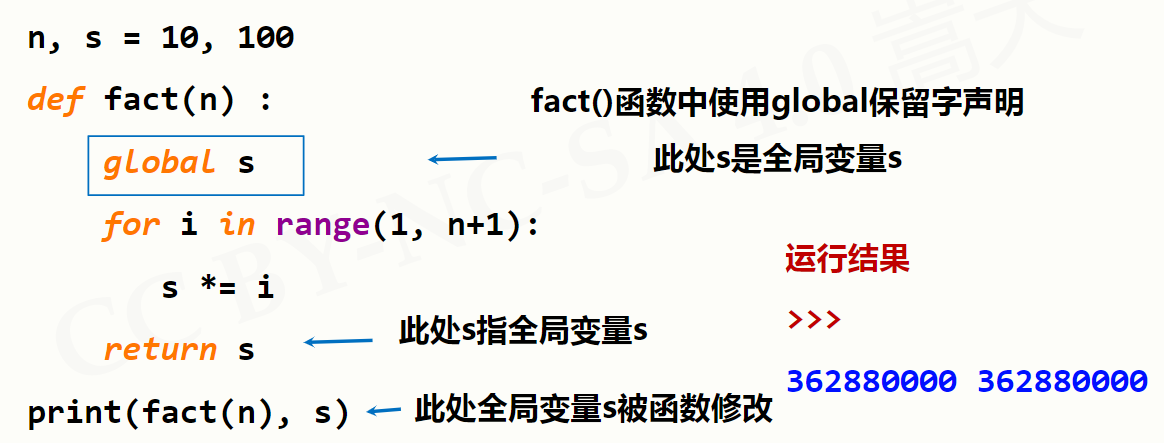 n, s = 10, 100
def fact(n) :
fact()函数中使用global保留字声明
global s
此处s是全局变量s
for i in range(1, n+1):
运行结果
s *= i
>>>
return s
此处s指全局变量s
362880000 362880000
print(fact(n), s)
此处全局变量s被函数修改
CC BY-NC-SA 4.0 嵩天